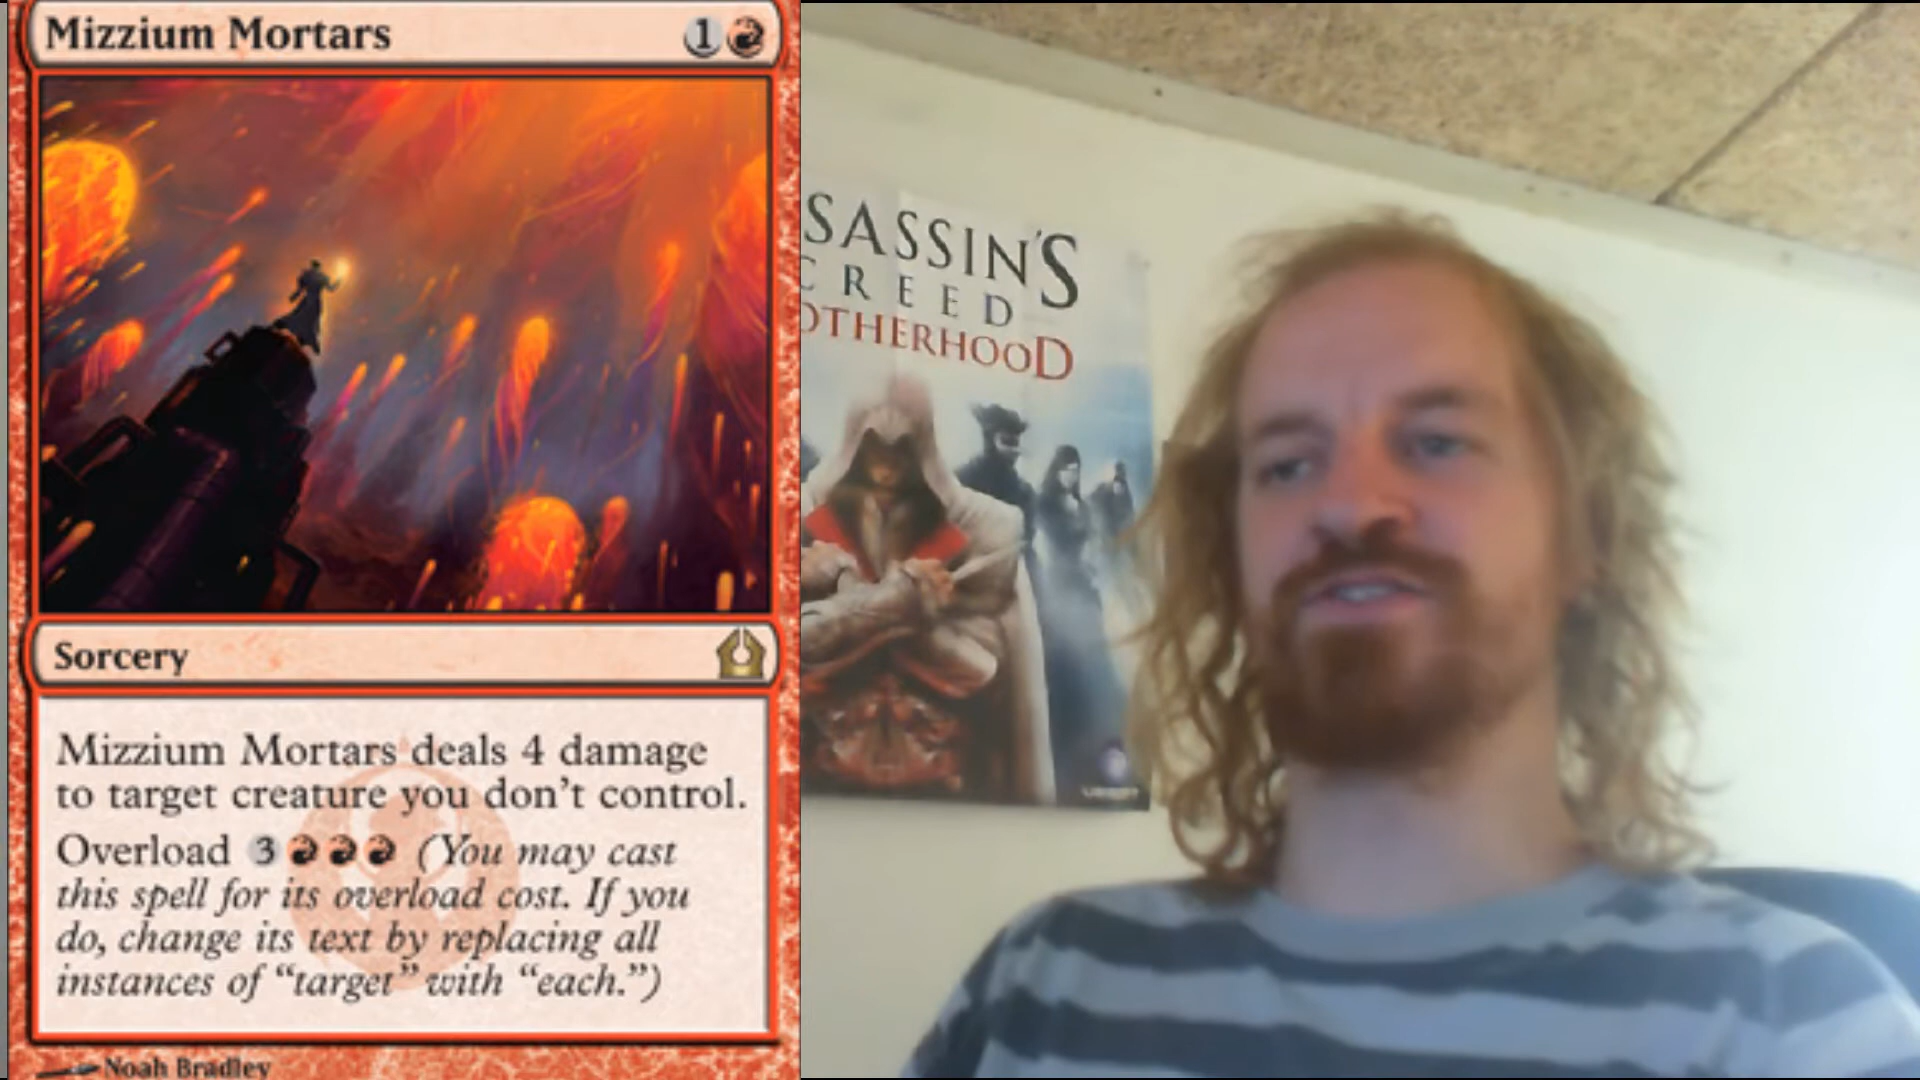 Mizzium Mortars 1
Sorcery
Mizzium Mortars deals 4 damage
to target creature you don't control.
Overload 3 (You may cast
this spell for its overload cost. If you
do, change its text by replacing all
instances of “target” with “each.”)
Noah Bradley
SASSIN'S
CREED
OTHERHOOD
UBISOFT